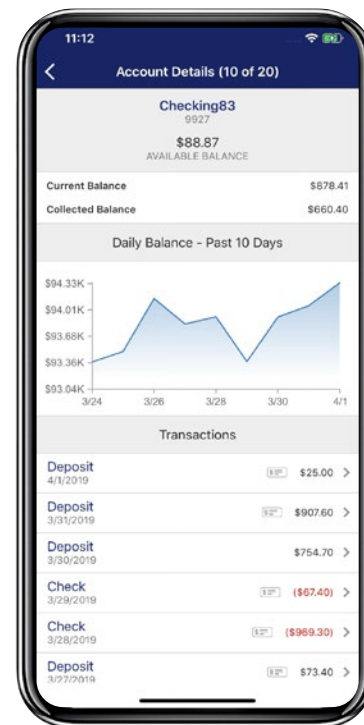 11:12
Account Details (10 of 20)
Checking83
9927
$88.87
AVAILABLE BALANCE
Current Balance $878.41
Collected Balance $660.40
Daily Balance - Past 10 Days
$94.33K
$94.01K
$93.68K
$93.36K
$93.04K
3/24 3/26 3/28 3/30 4/1
Transactions
Deposit $25.00
4/1/2019
Deposit $907.60
3/31/2019
Deposit $754.70
3/30/2019
Check ($67.40)
3/29/2019
Check ($969.30)
3/28/2019
Deposit $73.40
3/27/2019